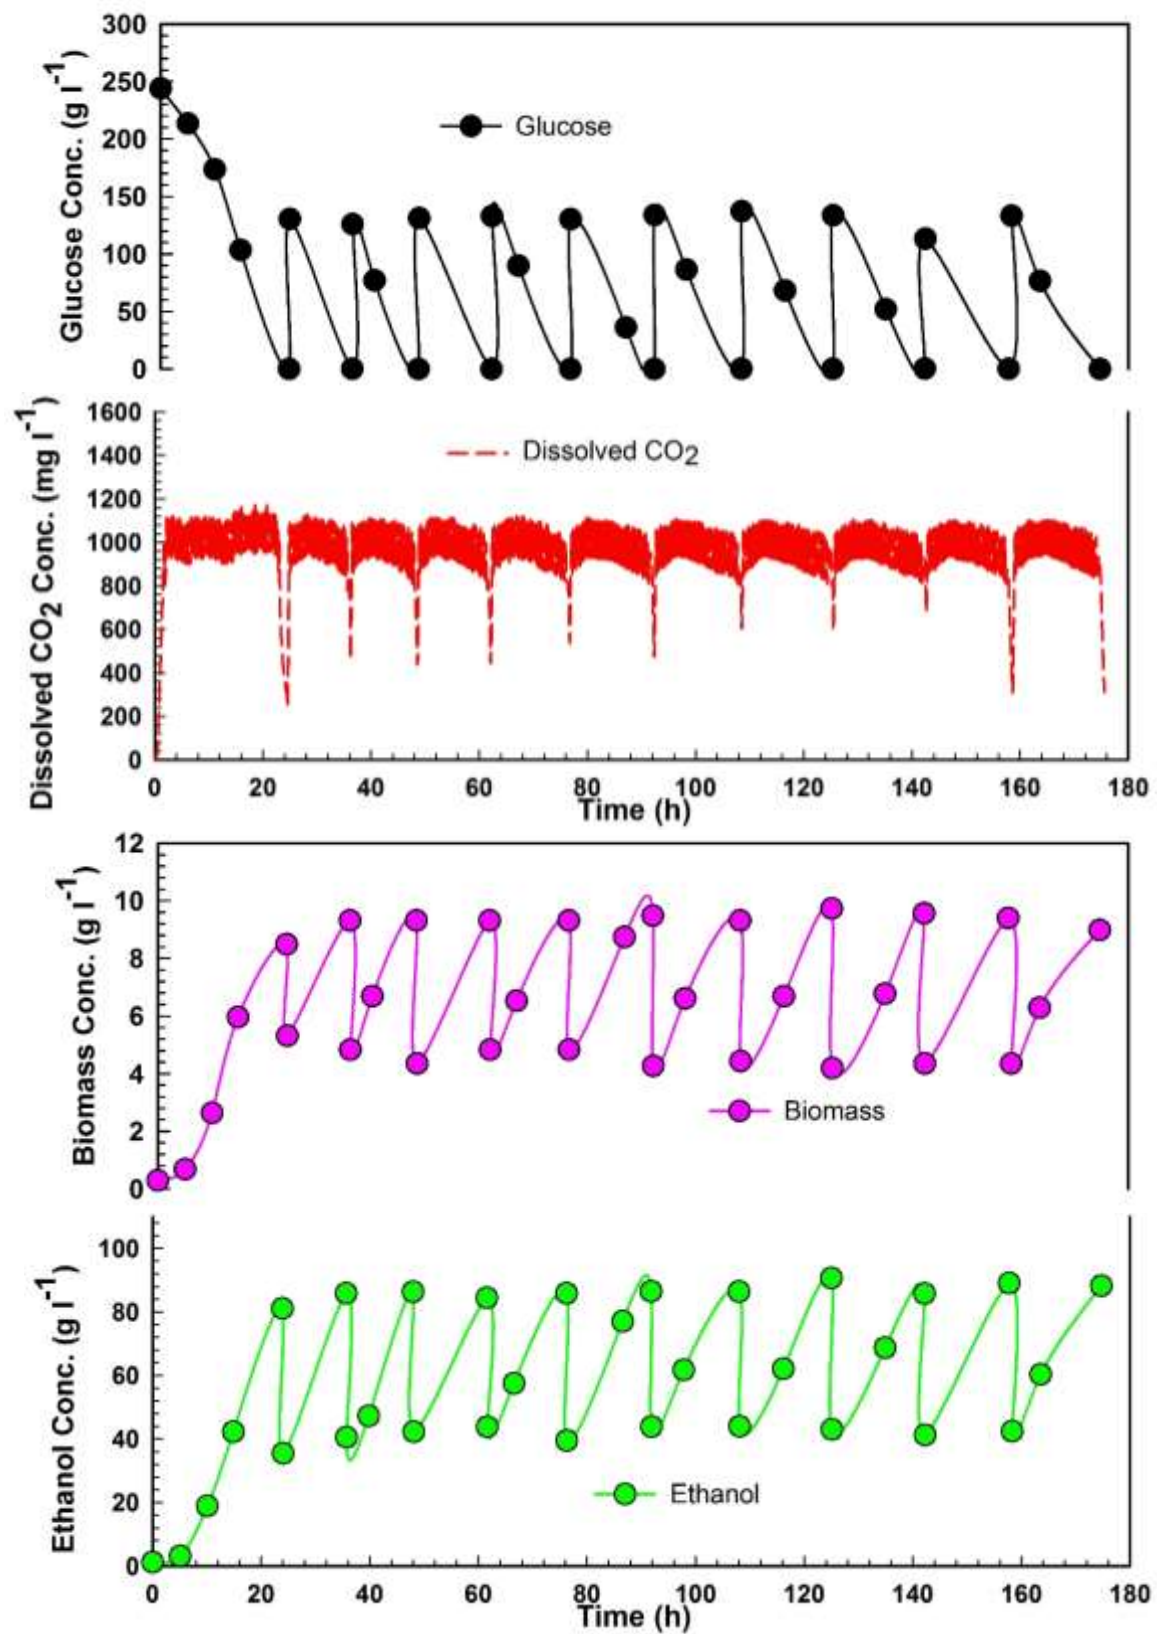 Glucose Conc. (g l⁻¹)
300
250
200
150
100
50
0
Glucose
Dissolved CO₂ Conc. (mg l⁻¹)
1600
1400
1200
1000
800
600
400
200
0
Dissolved CO₂
0 20 40 60 80 100 120 140 160 180
Time (h)
Biomass Conc. (g l⁻¹)
12
10
8
6
4
2
0
Biomass
Ethanol Conc. (g l⁻¹)
100
80
60
40
20
0
Ethanol
0 20 40 60 80 100 120 140 160 180
Time (h)